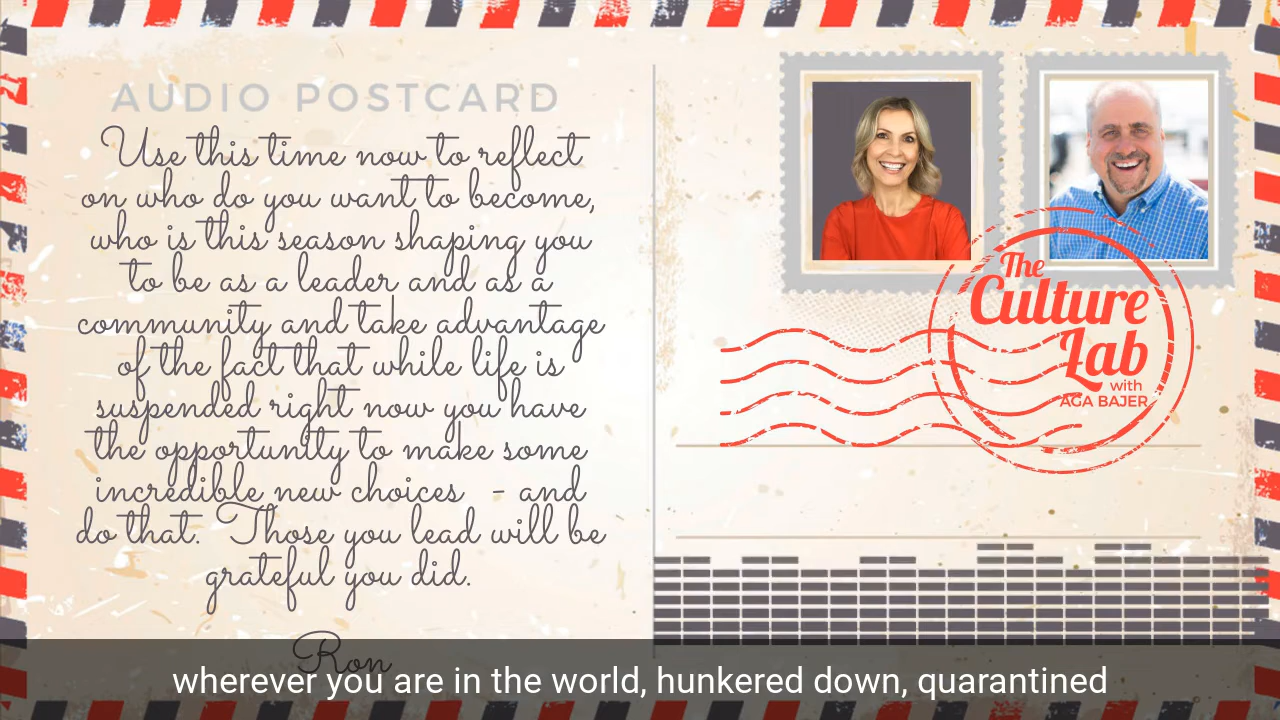 AUDIO POSTCARD
Use this time now to reflect
on who do you want to become,
who is this season shaping you
to be as a leader and as a
community and take advantage
of the fact that while life is
suspended right now you have
the opportunity to make some
incredible new choices - and
do that. Those you lead will be
grateful you did.
Ron
The
Culture
Lab
with
AGA BAJER
wherever you are in the world, hunkered down, quarantined